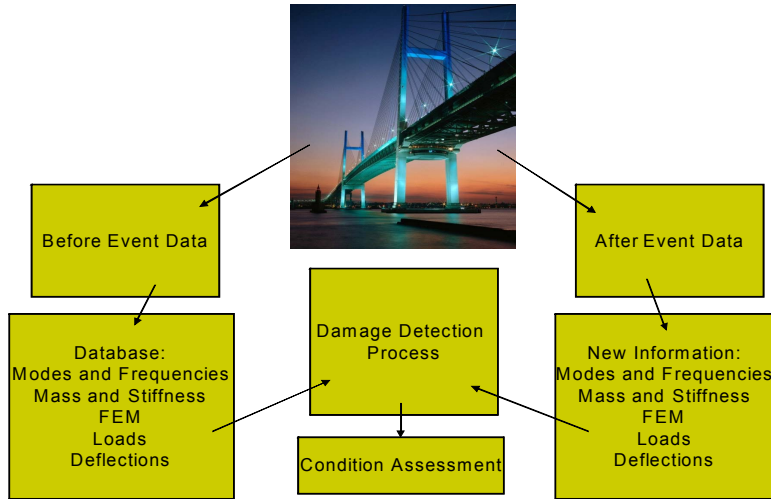 Before Event Data
After Event Data
Database:
Modes and Frequencies
Mass and Stiffness
FEM
Loads
Deflections
Damage Detection
Process
New Information:
Modes and Frequencies
Mass and Stiffness
FEM
Loads
Deflections
Condition Assessment